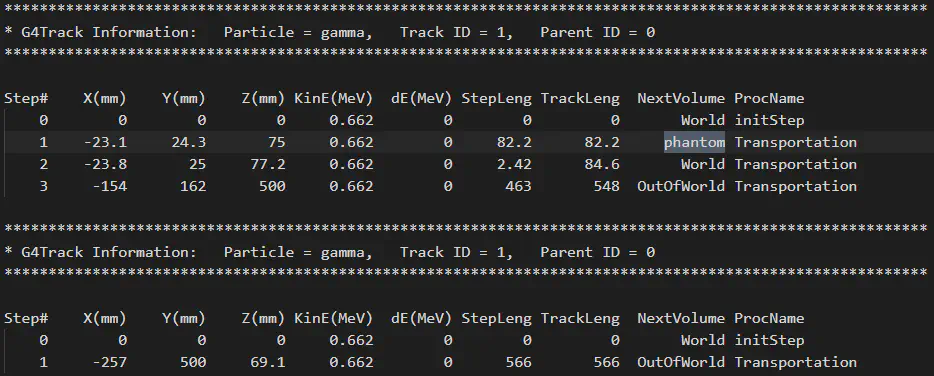 *********************************************************************************************************
* G4Track Information:   Particle = gamma,   Track ID = 1,   Parent ID = 0
*********************************************************************************************************
Step#    X(mm)    Y(mm)    Z(mm) KinE(MeV)  dE(MeV) StepLeng TrackLeng  NextVolume ProcName
    0        0        0        0     0.662        0        0         0       World initStep
    1    -23.1     24.3       75     0.662        0     82.2      82.2     phantom Transportation
    2    -23.8       25     77.2     0.662        0     2.42      84.6       World Transportation
    3     -154      162      500     0.662        0      463       548  OutOfWorld Transportation
*********************************************************************************************************
* G4Track Information:   Particle = gamma,   Track ID = 1,   Parent ID = 0
*********************************************************************************************************
Step#    X(mm)    Y(mm)    Z(mm) KinE(MeV)  dE(MeV) StepLeng TrackLeng  NextVolume ProcName
    0        0        0        0     0.662        0        0         0       World initStep
    1     -257      500     69.1     0.662        0      566       566  OutOfWorld Transportation